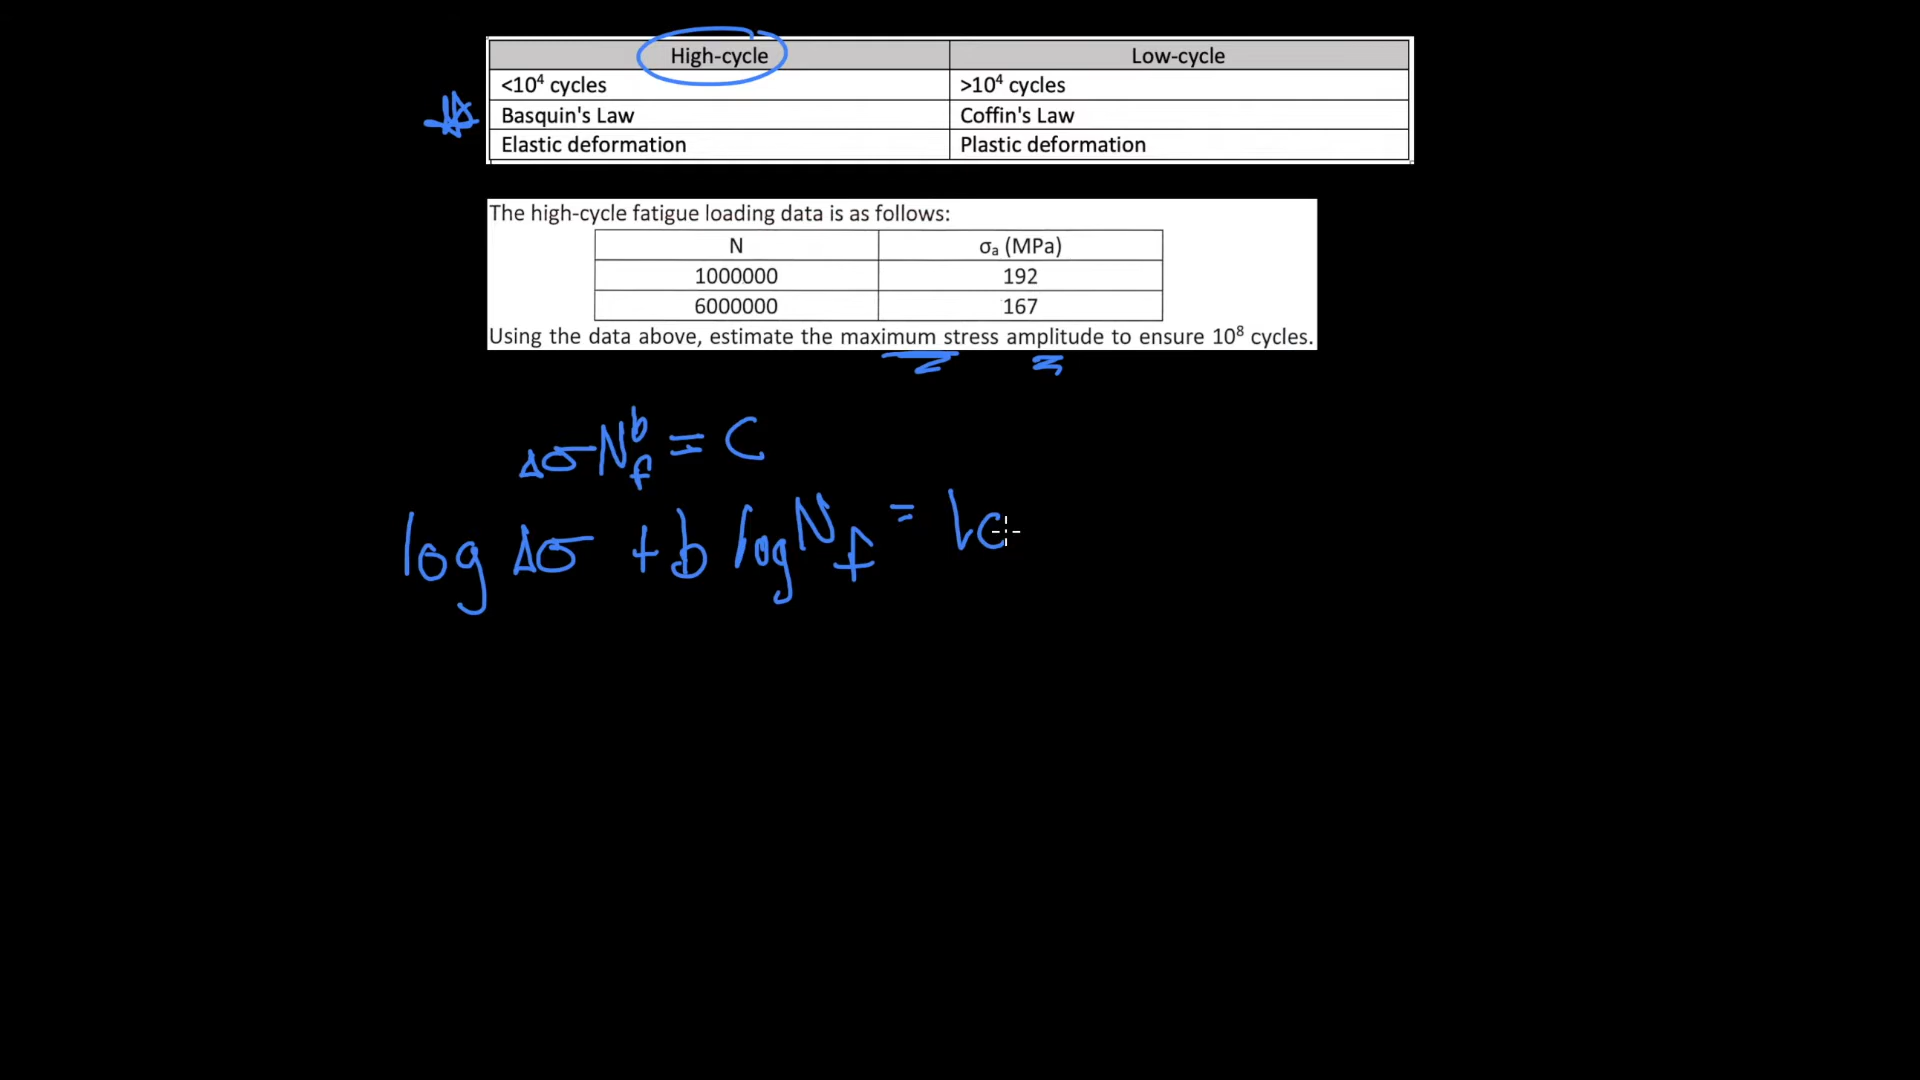 High-cycle Low-cycle
<10⁴ cycles >10⁴ cycles
Basquin's Law Coffin's Law
Elastic deformation Plastic deformation
The high-cycle fatigue loading data is as follows:
N σₐ (MPa)
1000000 192
6000000 167
Using the data above, estimate the maximum stress amplitude to ensure 10⁸ cycles.
Δσ N_f^b = C
log Δσ + b log N_f = lo